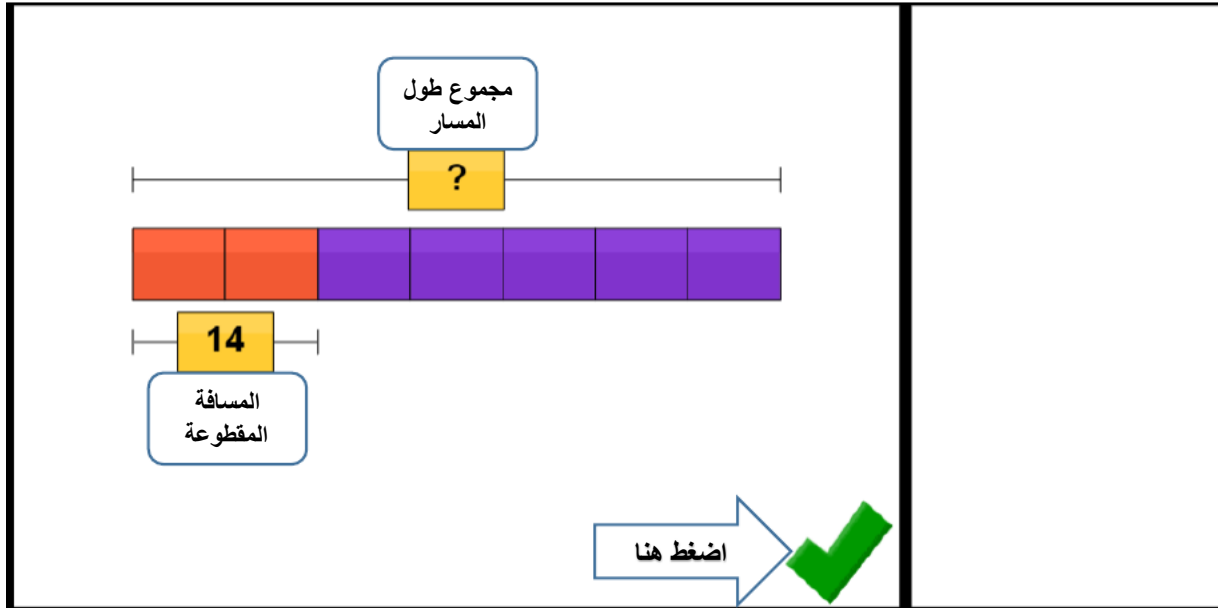 مجموع طول
المسار
?
14
المسافة
المقطوعة
اضغط هنا